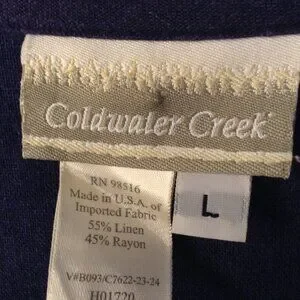 Coldwater Creek
RN 98516
Made in U.S.A. of
Imported Fabric
55% Linen
45% Rayon
V#B093/C7622-23-24
H01720
L